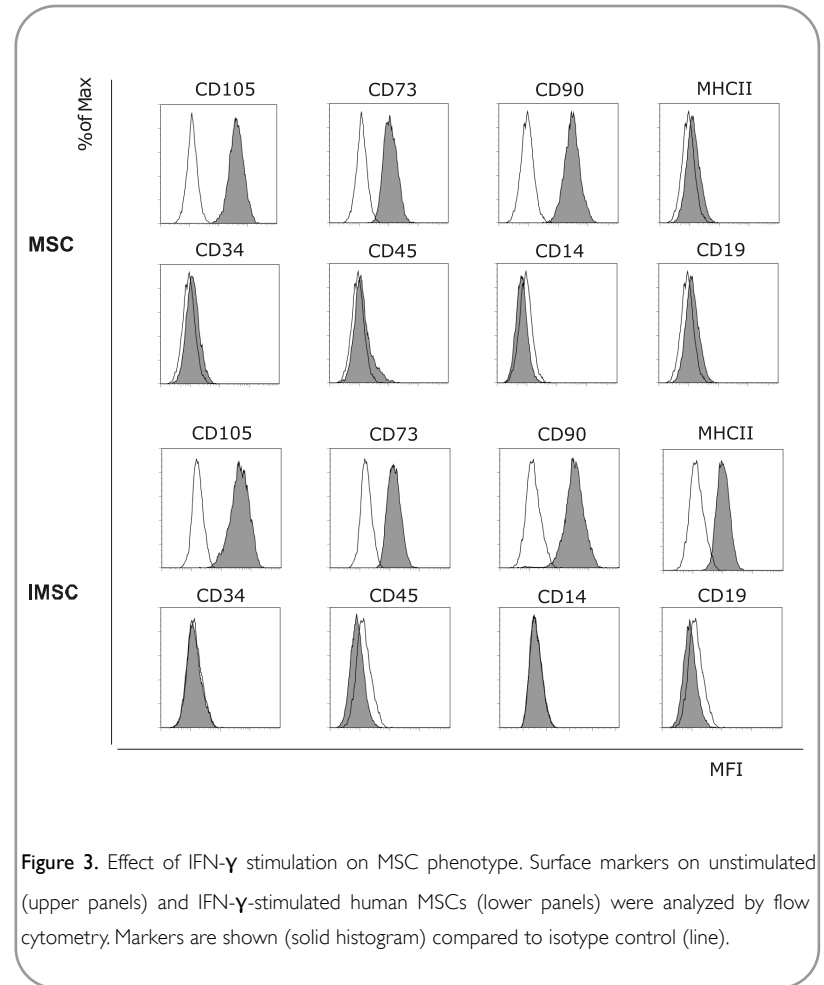 %of Max
CD105 CD73 CD90 MHCII
MSC
CD34 CD45 CD14 CD19
CD105 CD73 CD90 MHCII
IMSC
CD34 CD45 CD14 CD19
MFI
Figure 3. Effect of IFN-γ stimulation on MSC phenotype. Surface markers on unstimulated
(upper panels) and IFN-γ-stimulated human MSCs (lower panels) were analyzed by flow
cytometry. Markers are shown (solid histogram) compared to isotype control (line).